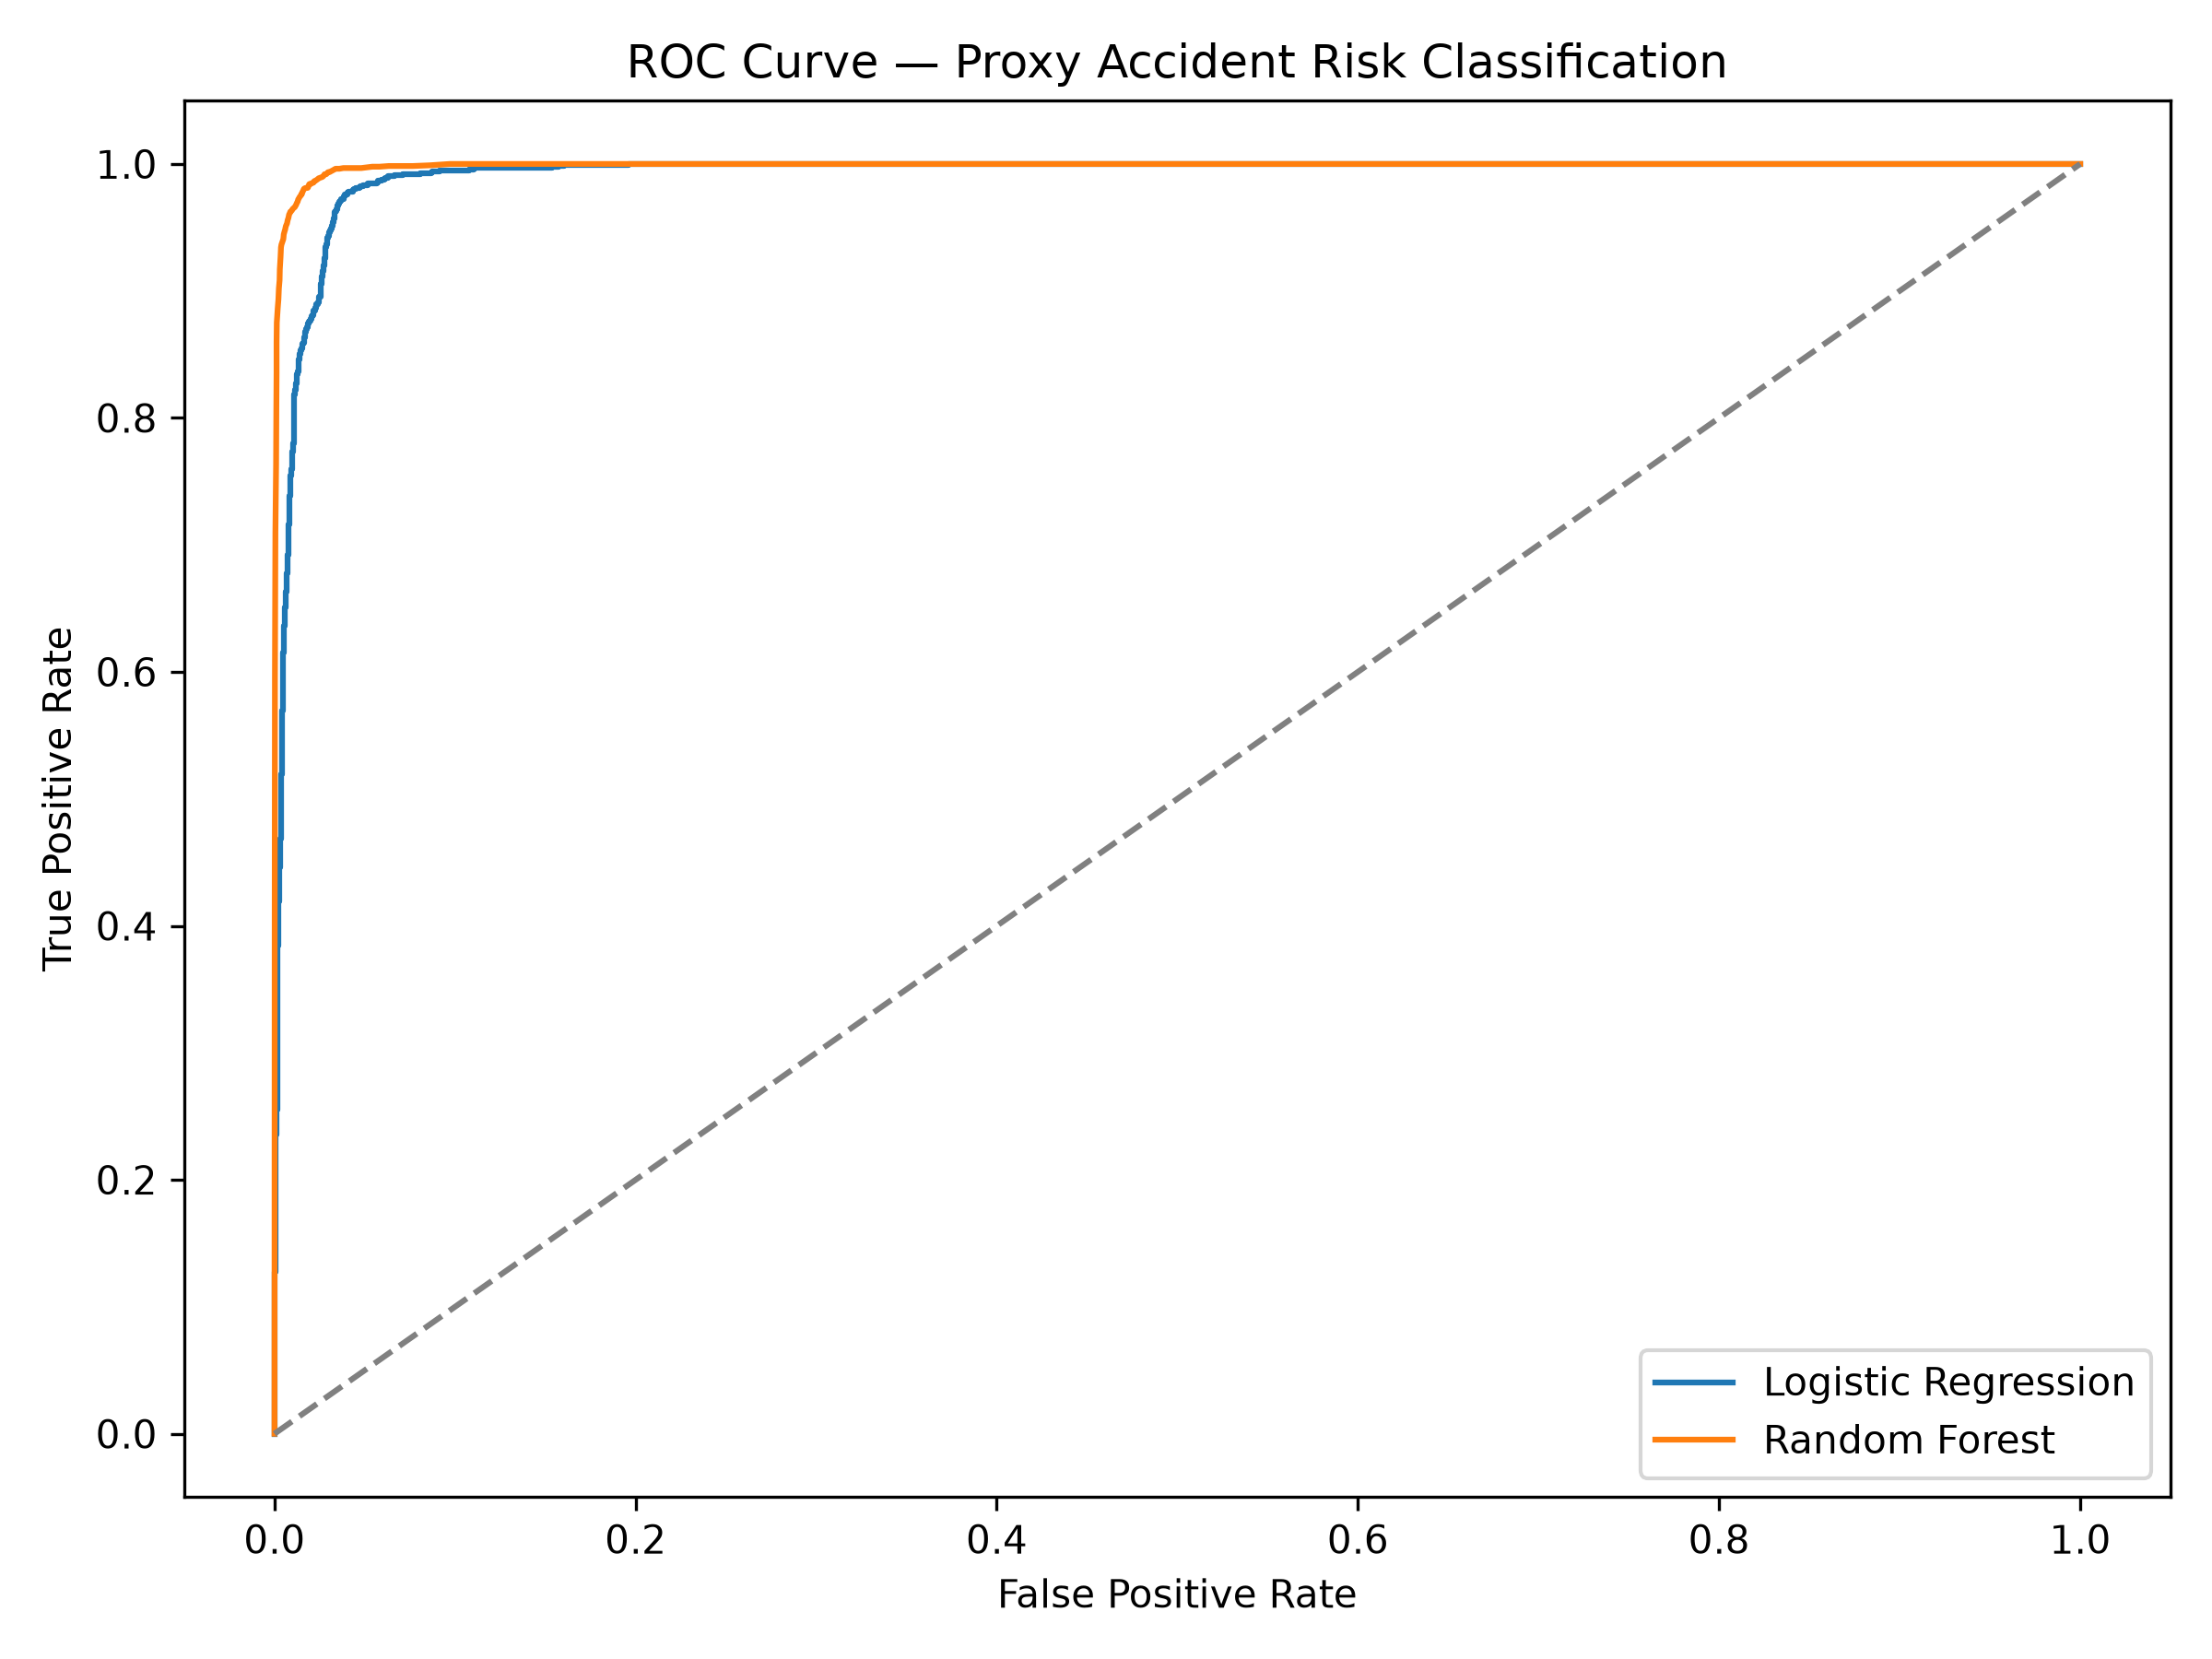 ROC Curve — Proxy Accident Risk Classification
True Positive Rate
1.0
0.8
0.6
0.4
0.2
0.0
0.0 0.2 0.4 0.6 0.8 1.0
False Positive Rate
Logistic Regression
Random Forest